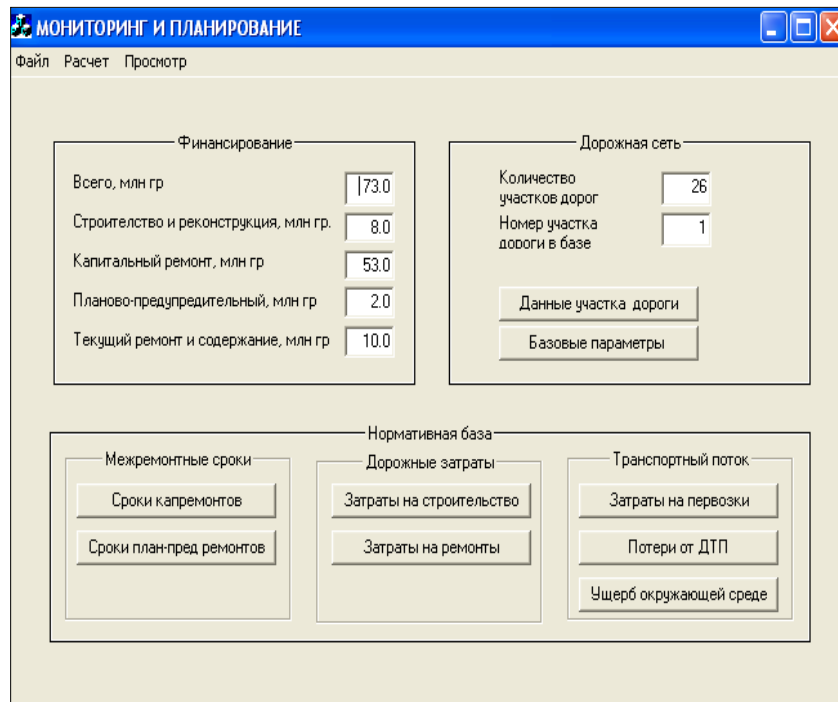 МОНИТОРИНГ И ПЛАНИРОВАНИЕ
Файл Расчет Просмотр
Финансирование
Всего, млн гр 73.0
Строителство и реконструкция, млн гр. 8.0
Капитальный ремонт, млн гр 53.0
Планово-предупредительный, млн гр 2.0
Текущий ремонт и содержание, млн гр 10.0
Дорожная сеть
Количество
участков дорог 26
Номер участка
дороги в базе 1
Данные участка дороги
Базовые параметры
Нормативная база
Межремонтные сроки
Сроки капремонтов
Сроки план-пред ремонтов
Дорожные затраты
Затраты на строительство
Затраты на ремонты
Транспортный поток
Затраты на первозки
Потери от ДТП
Ущерб окружающей среде